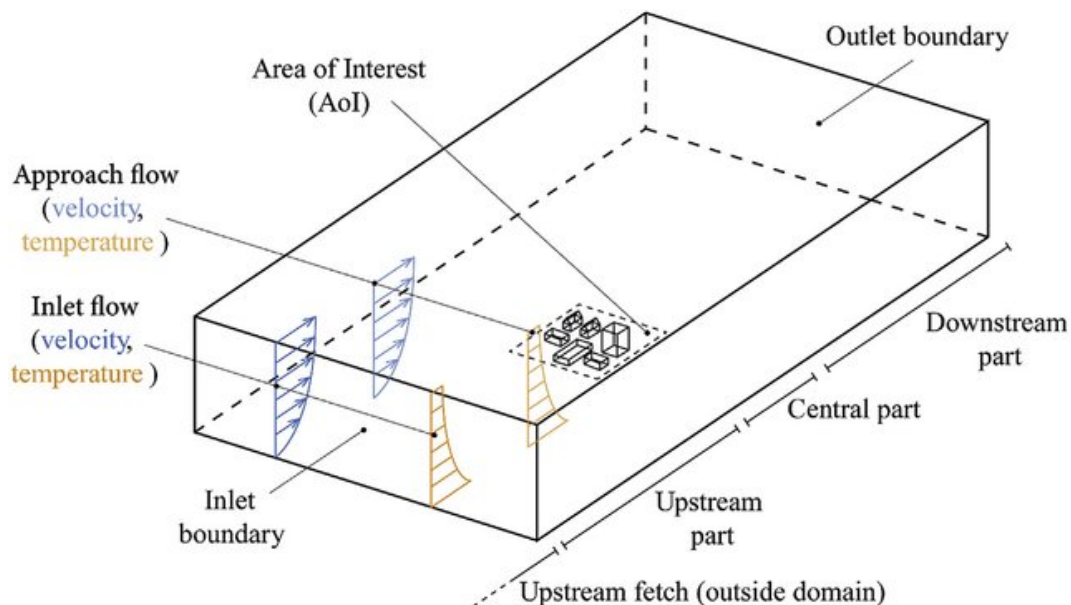 Outlet boundary
Area of Interest
(AoI)
Approach flow
(velocity,
temperature )
Inlet flow
(velocity,
temperature )
Downstream
part
Central part
Upstream
part
Inlet
boundary
Upstream fetch (outside domain)